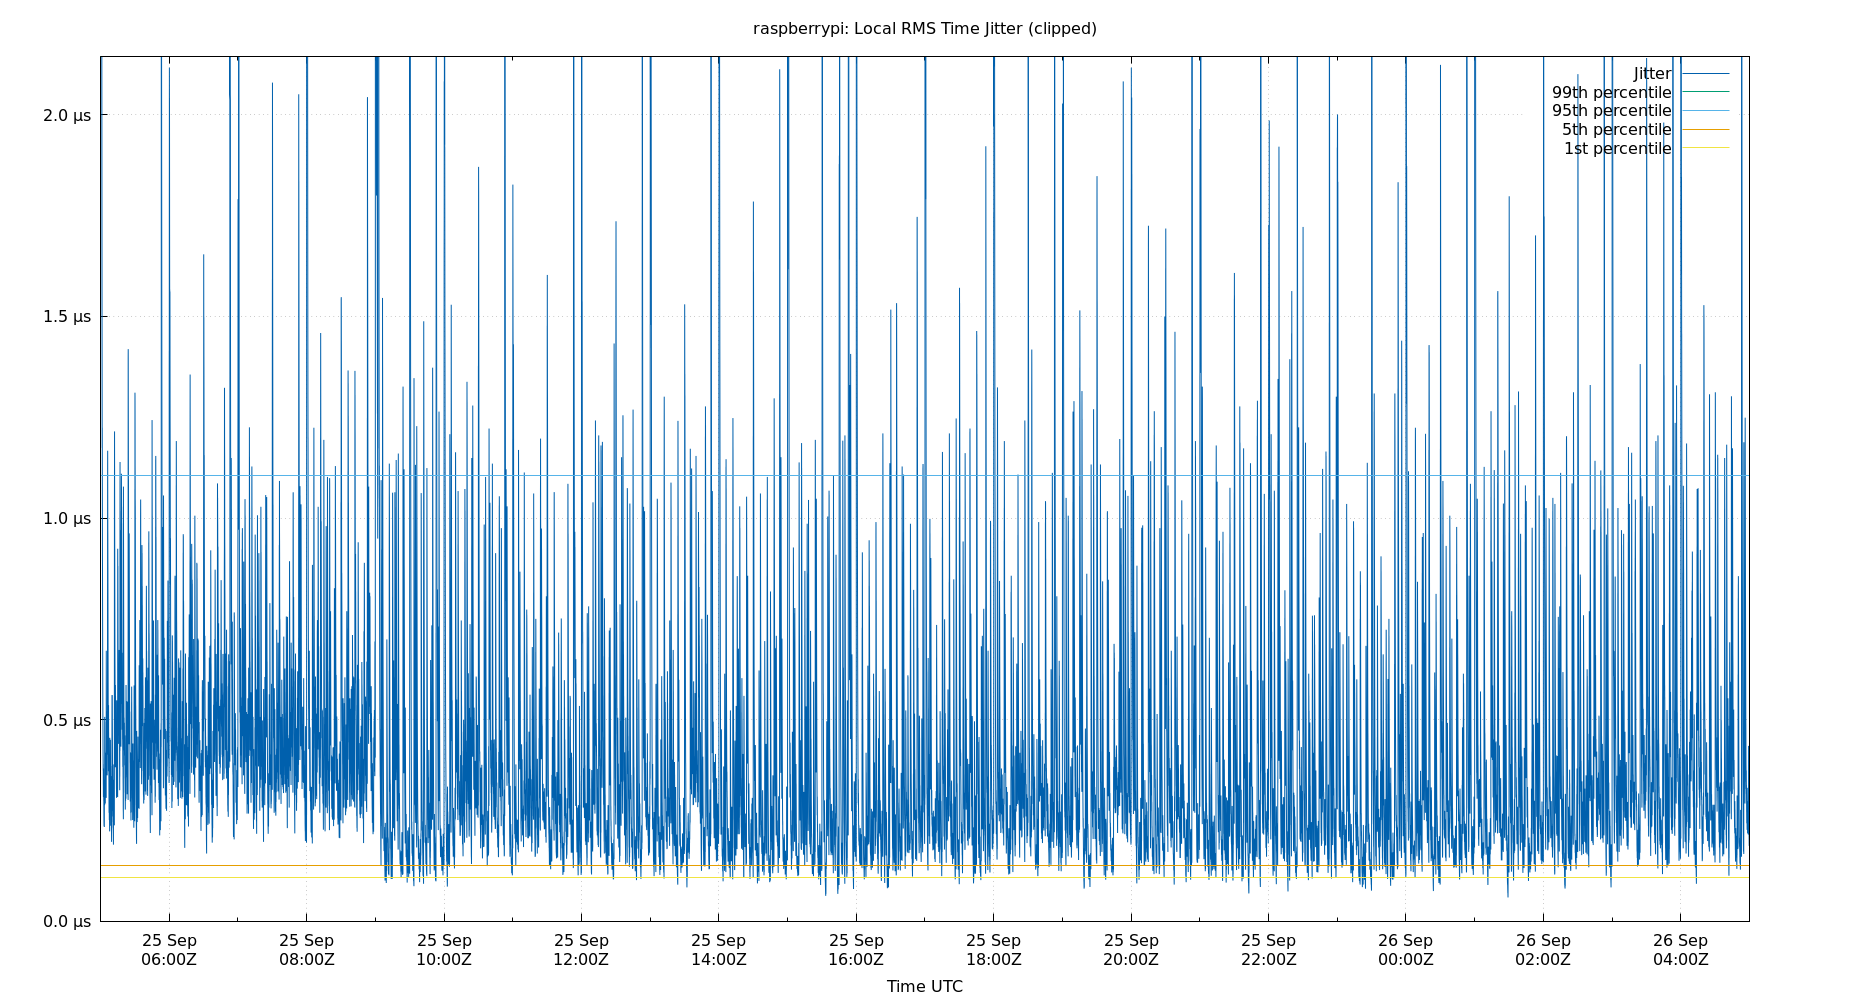 raspberrypi: Local RMS Time Jitter (clipped)
Jitter
99th percentile
95th percentile
5th percentile
1st percentile
2.0 µs
1.5 µs
1.0 µs
0.5 µs
0.0 µs
25 Sep 25 Sep 25 Sep 25 Sep 25 Sep 25 Sep 25 Sep 25 Sep 25 Sep 26 Sep 26 Sep 26 Sep
06:00Z 08:00Z 10:00Z 12:00Z 14:00Z 16:00Z 18:00Z 20:00Z 22:00Z 00:00Z 02:00Z 04:00Z
Time UTC